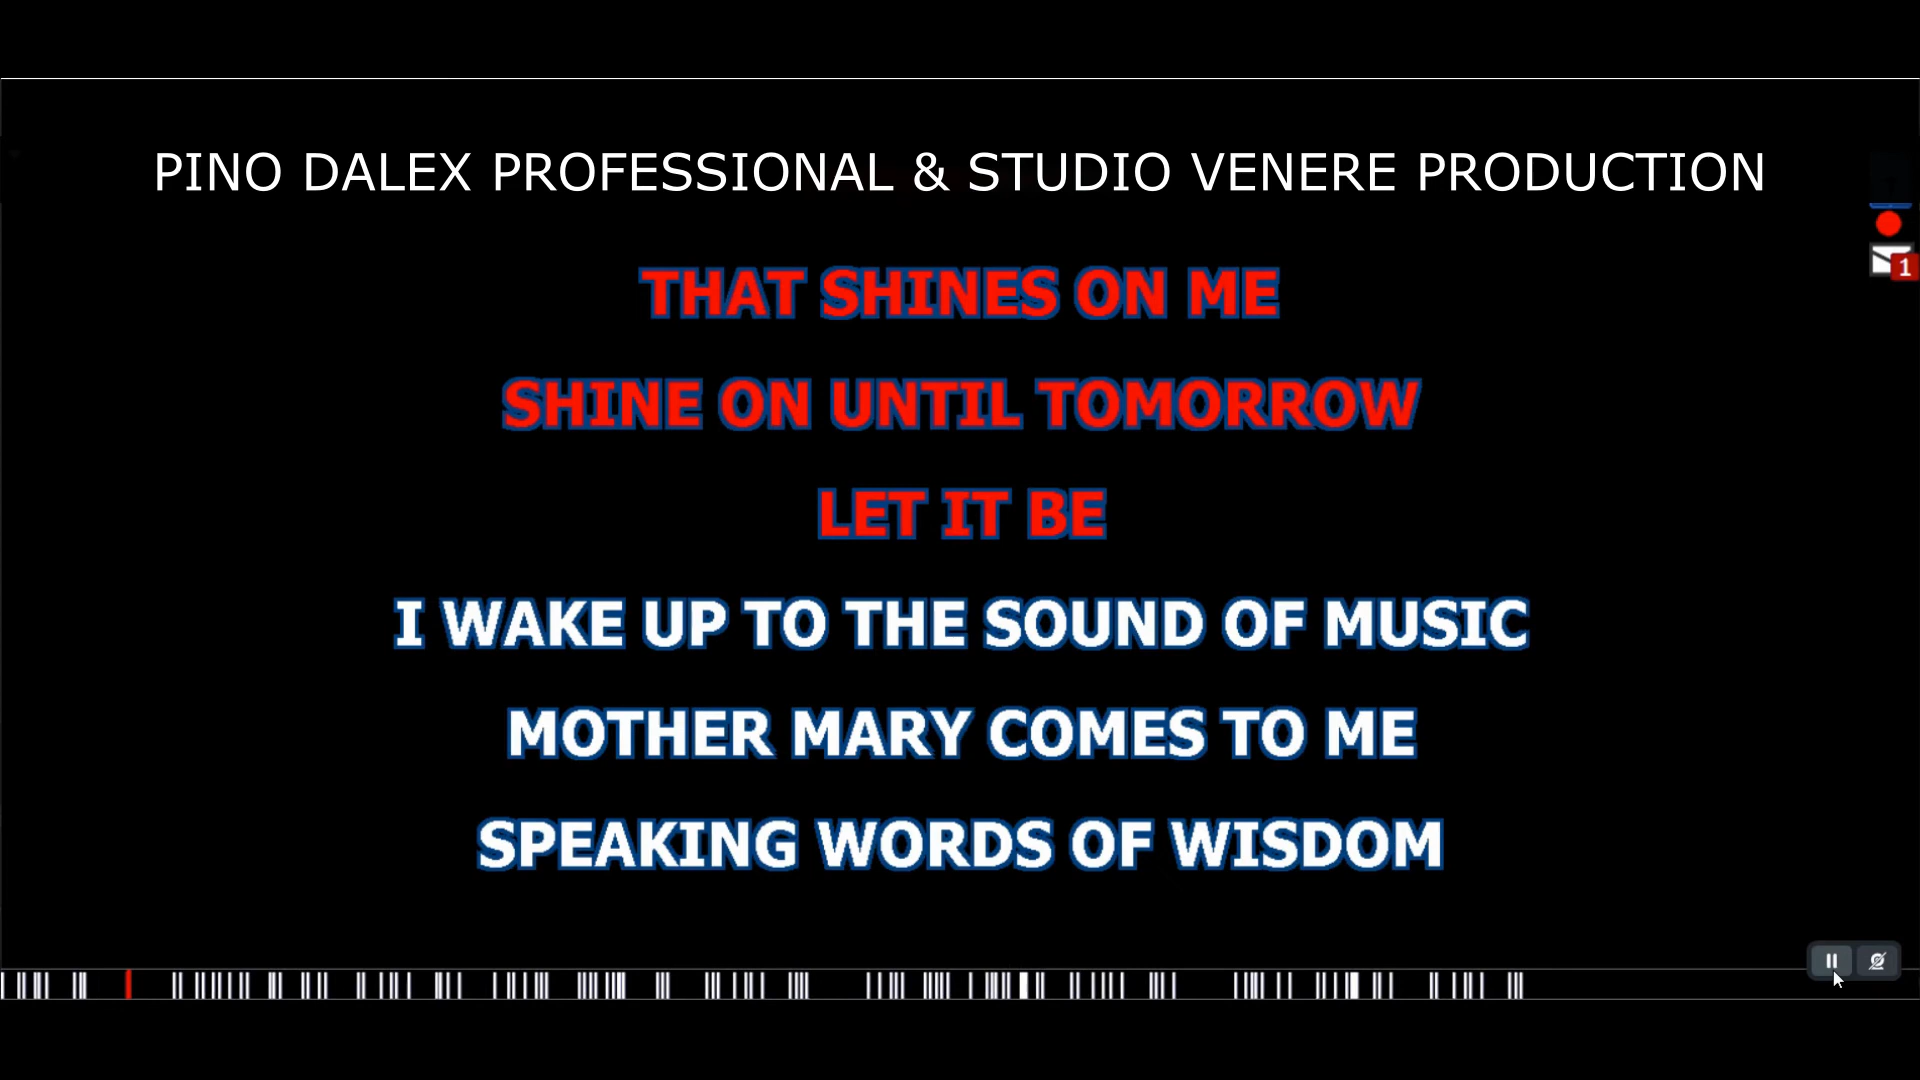 PINO DALEX PROFESSIONAL & STUDIO VENERE PRODUCTION
THAT SHINES ON ME
1
SHINE ON UNTIL TOMORROW
LET IT BE
I WAKE UP TO THE SOUND OF MUSIC
MOTHER MARY COMES TO ME
SPEAKING WORDS OF WISDOM